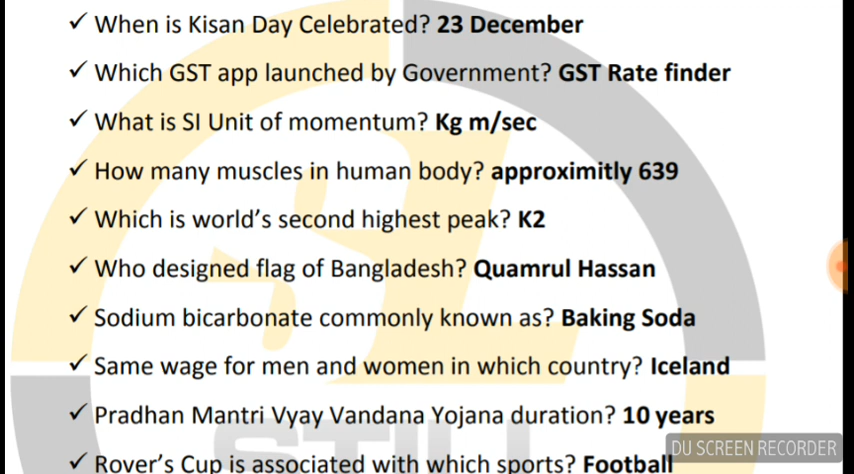 ✓ When is Kisan Day Celebrated? 23 December
✓ Which GST app launched by Government? GST Rate finder
✓ What is SI Unit of momentum? Kg m/sec
✓ How many muscles in human body? approximitly 639
✓ Which is world's second highest peak? K2
✓ Who designed flag of Bangladesh? Quamrul Hassan
✓ Sodium bicarbonate commonly known as? Baking Soda
✓ Same wage for men and women in which country? Iceland
✓ Pradhan Mantri Vyay Vandana Yojana duration? 10 years
DU SCREEN RECORDER
✓ Rover's Cup is associated with which sports? Football